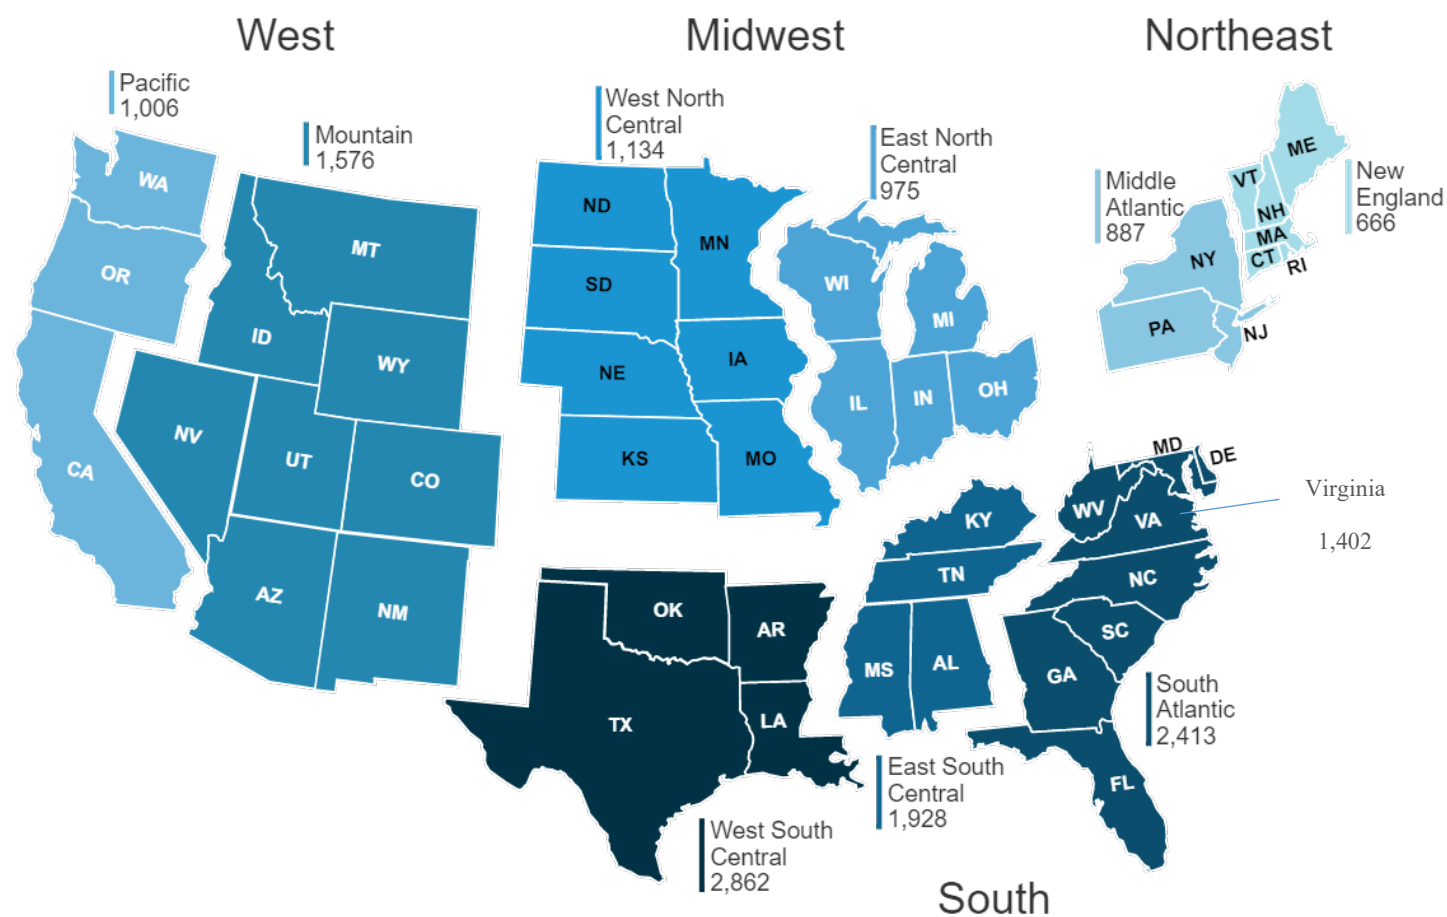 West
Midwest
Northeast
Pacific
1,006
Mountain
1,576
West North
Central
1,134
East North
Central
975
Middle
Atlantic
887
New
England
666
WA
OR
CA
MT
ID
WY
NV
UT
CO
AZ
NM
ND
MN
SD
NE
IA
KS
MO
WI
MI
IL
IN
OH
ME
VT
NH
MA
CT
RI
NY
PA
NJ
MD
DE
WV
VA
Virginia
1,402
KY
TN
NC
SC
MS
AL
GA
FL
OK
AR
TX
LA
South
Atlantic
2,413
East South
Central
1,928
West South
Central
2,862
South